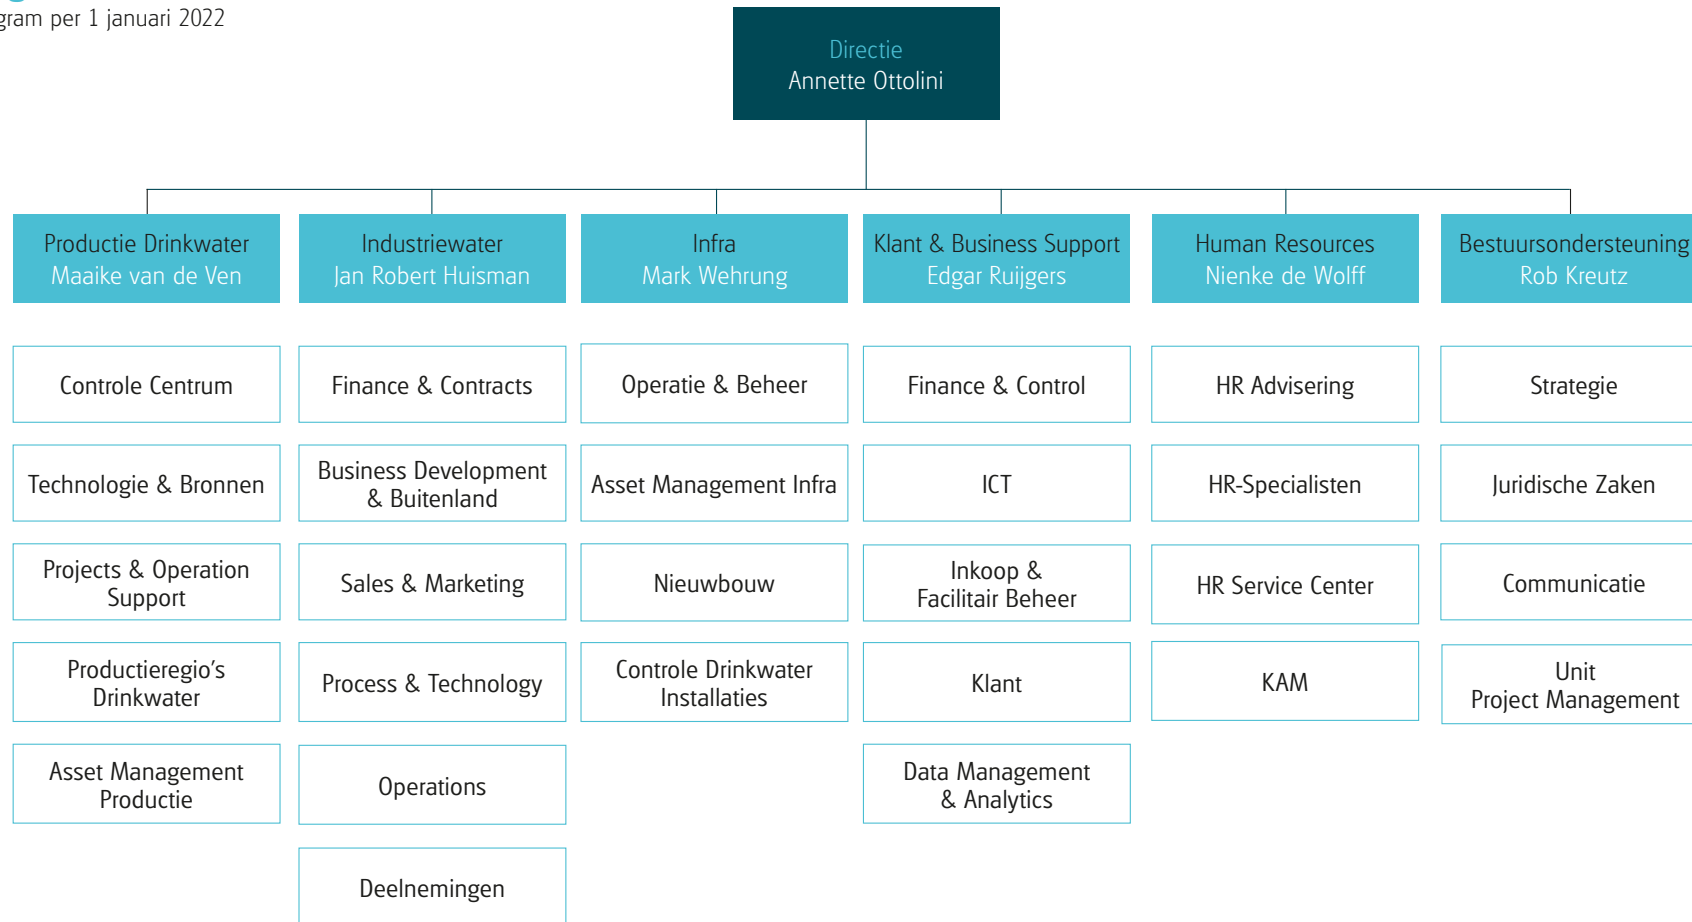 per 1 januari 2022
Directie
Annette Ottolini
Productie Drinkwater
Maaike van de Ven
Controle Centrum
Technologie & Bronnen
Projects & Operation
Support
Productieregio's
Drinkwater
Asset Management
Productie
Industriewater
Jan Robert Huisman
Finance & Contracts
Business Development
& Buitenland
Sales & Marketing
Process & Technology
Operations
Deelnemingen
Infra
Mark Wehrung
Operatie & Beheer
Asset Management Infra
Nieuwbouw
Controle Drinkwater
Installaties
Klant & Business Support
Edgar Ruijgers
Finance & Control
ICT
Inkoop &
Facilitair Beheer
Klant
Data Management
& Analytics
Human Resources
Nienke de Wolff
HR Advisering
HR-Specialisten
HR Service Center
KAM
Bestuursondersteuning
Rob Kreutz
Strategie
Juridische Zaken
Communicatie
Unit
Project Management